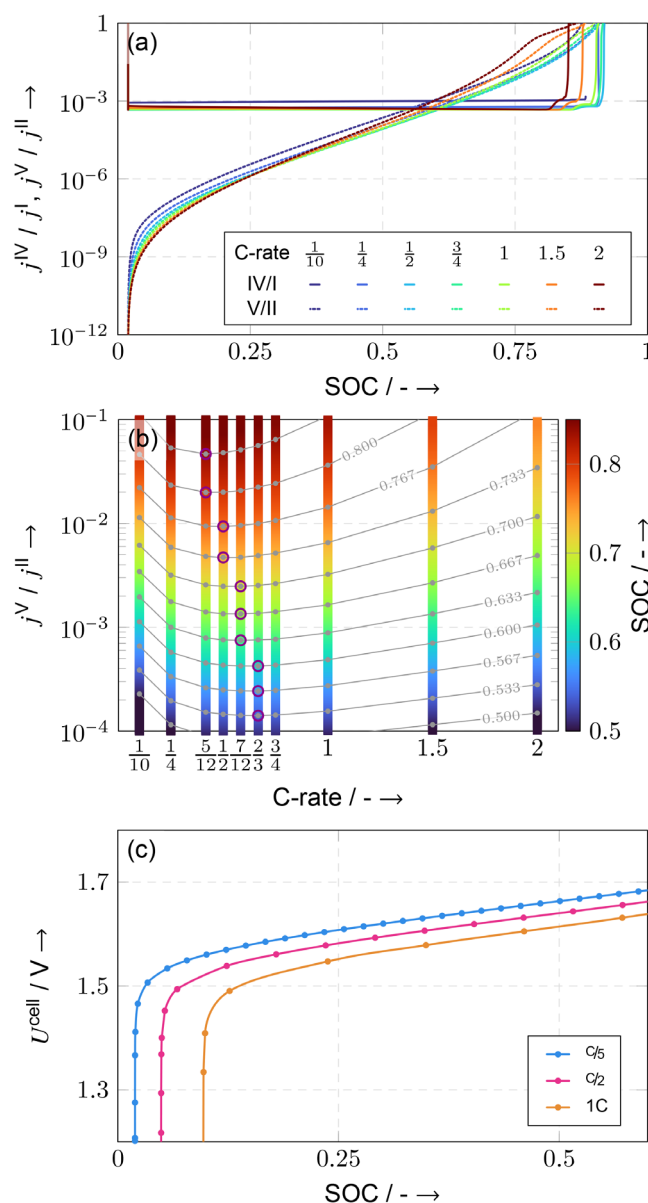 (a)
j^IV / j^I, j^V / j^II →
1
10^−3
10^−6
10^−9
10^−12
C-rate 1/10 1/4 1/2 3/4 1 1.5 2
IV/I
V/II
0 0.25 0.5 0.75 1
SOC / - →
(b)
j^V / j^II →
10^−1
10^−2
10^−3
10^−4
0.800
0.767
0.733
0.700
0.667
0.633
0.600
0.567
0.533
0.500
1/10 1/4 5/12 1/2 7/12 2/3 3/4 1 1.5 2
C-rate / - →
0.8
0.7
0.6
0.5
SOC / - →
(c)
U^cell / V →
1.7
1.5
1.3
C/5
C/2
1C
0 0.25 0.5
SOC / - →